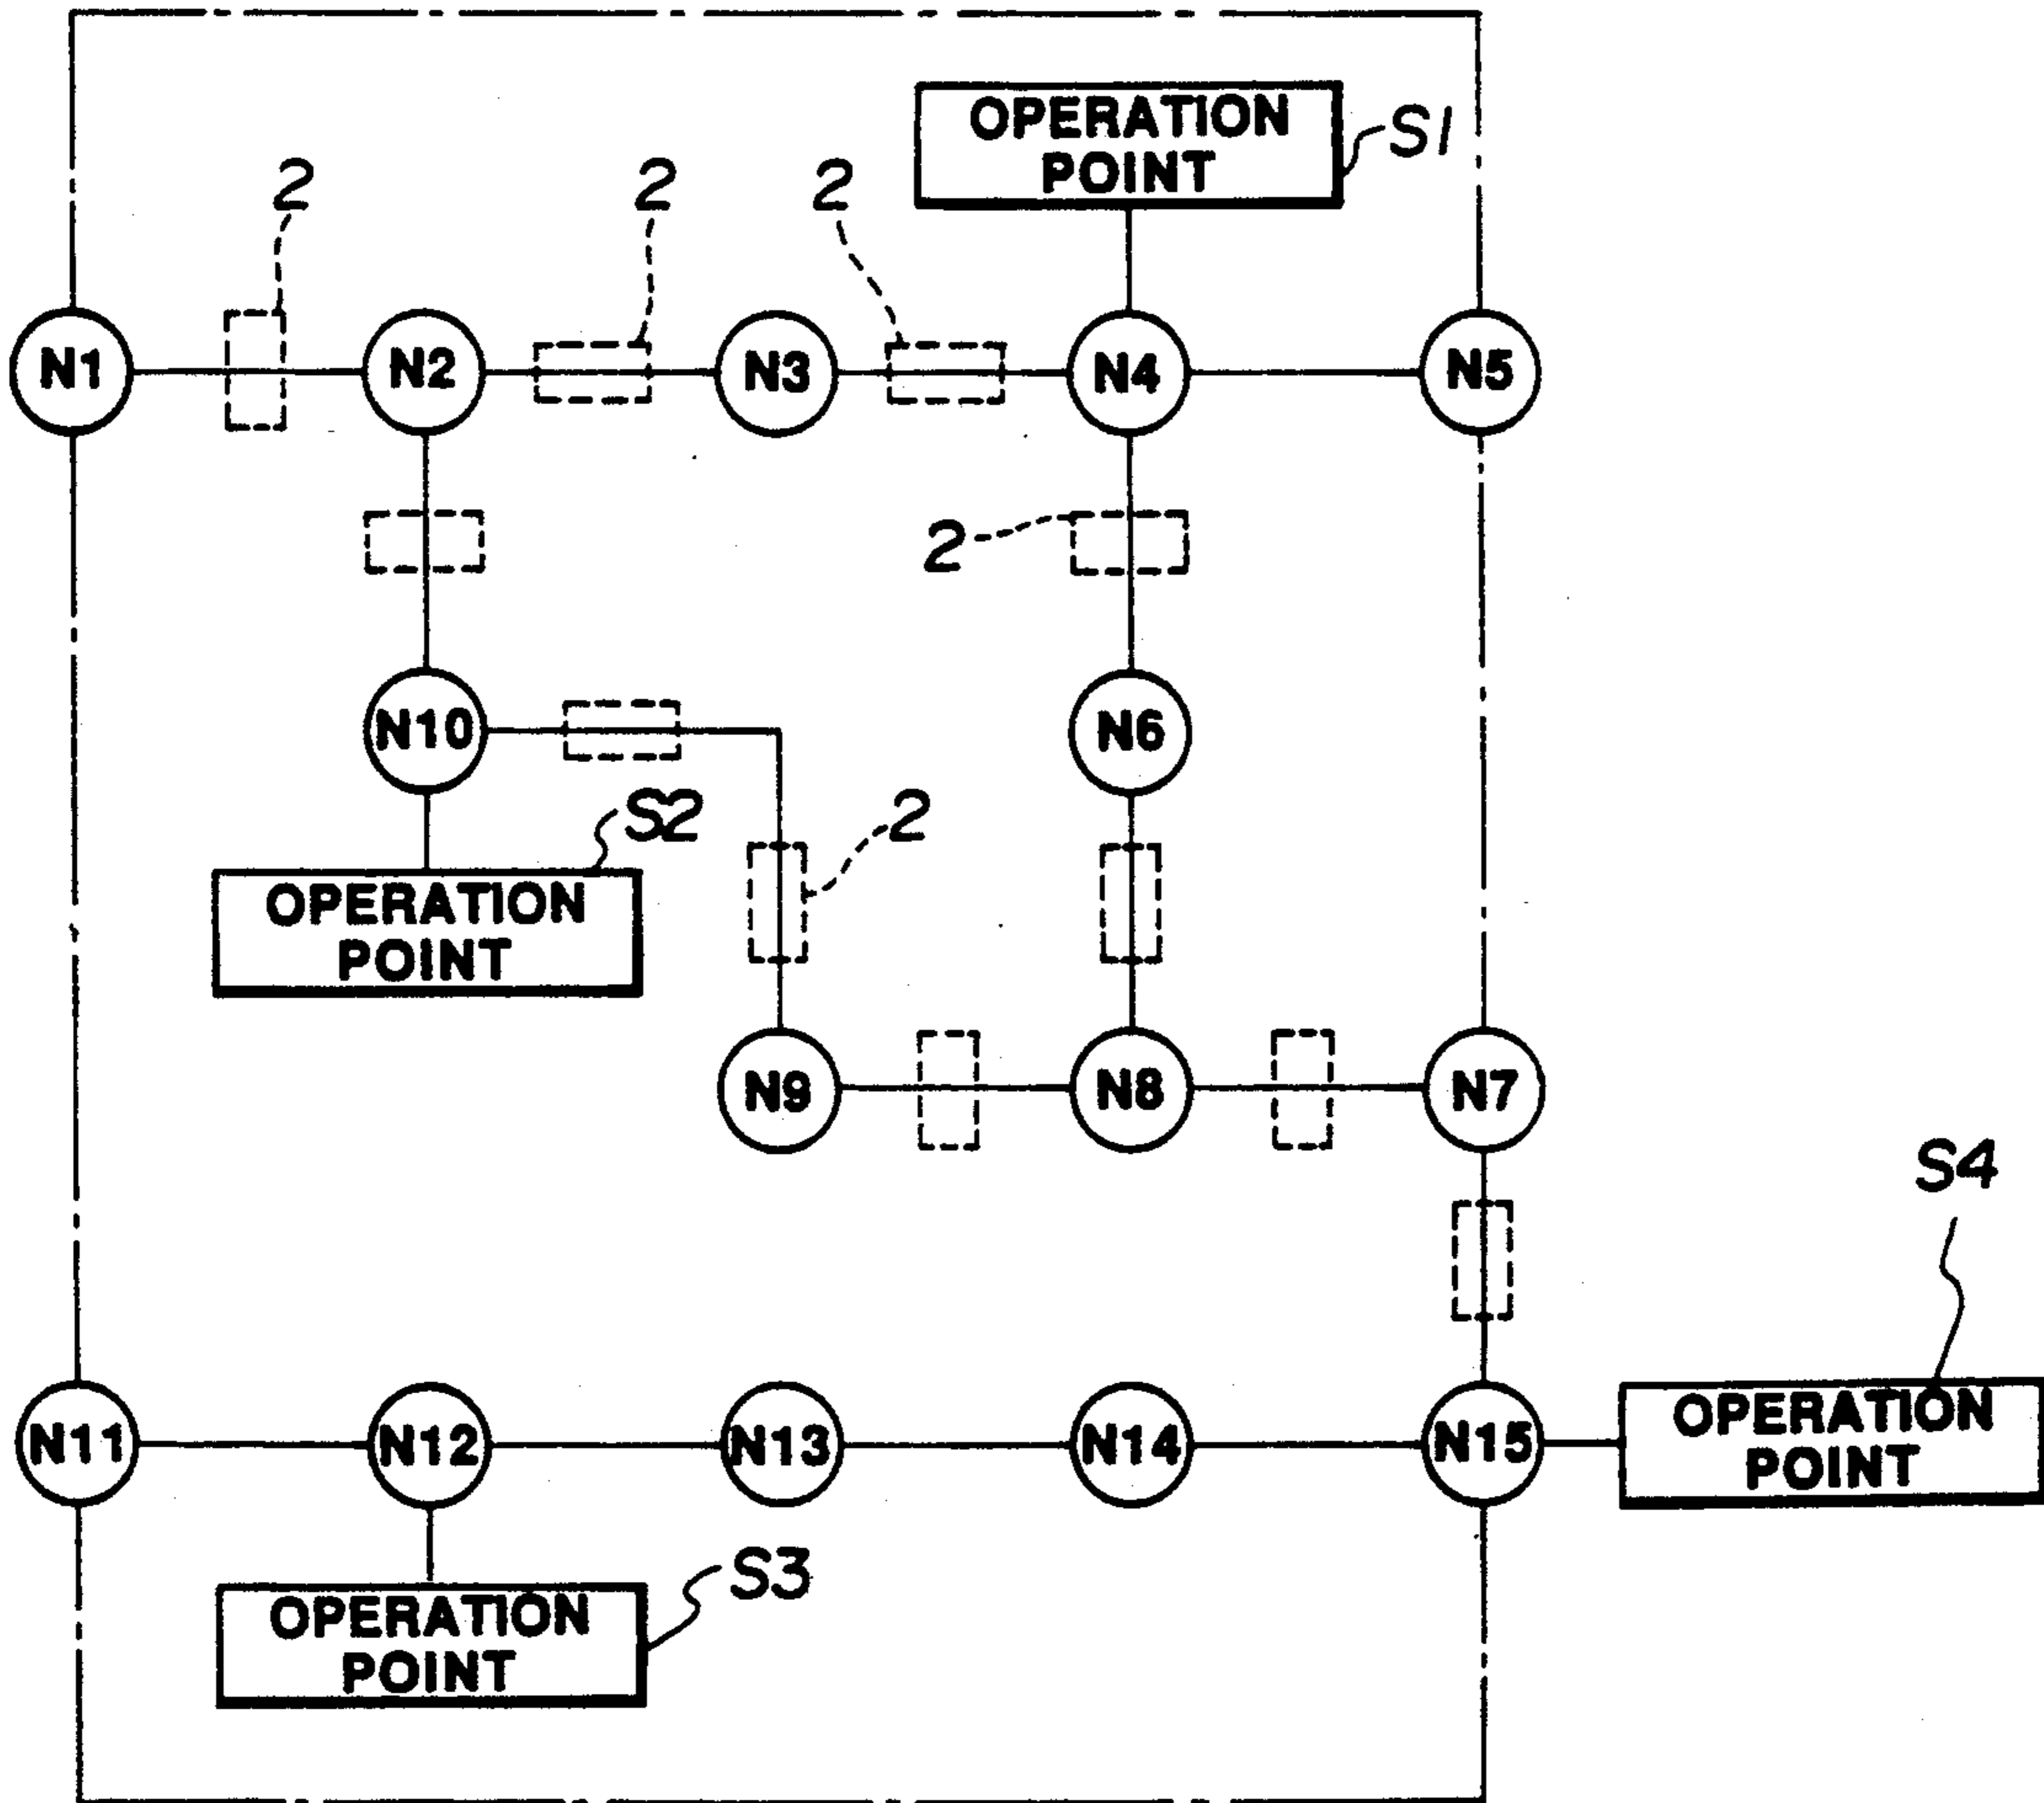 OPERATION
POINT
S1
2
2
2
N1
N2
N3
N4
N5
2
N10
N6
S2
2
OPERATION
POINT
N9
N8
N7
S4
N11
N12
N13
N14
N15
OPERATION
POINT
S3
OPERATION
POINT